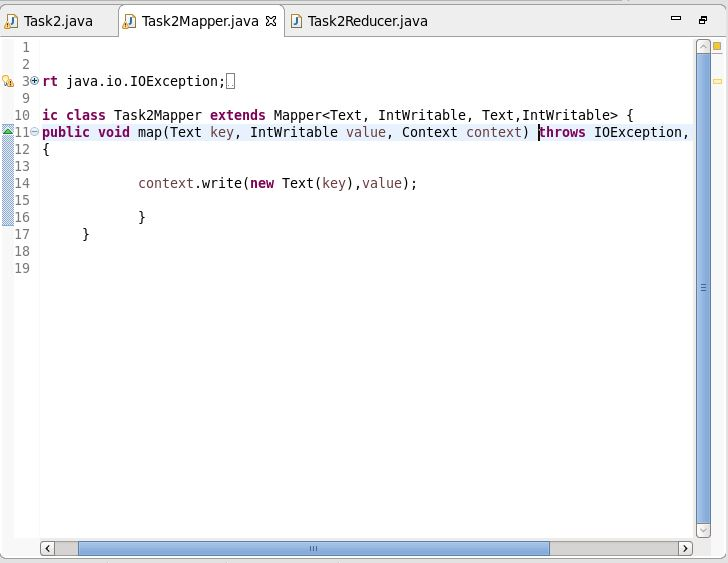 Task2.java
Task2Mapper.java
Task2Reducer.java
1
2
3 rt java.io.IOException;
9
10 ic class Task2Mapper extends Mapper<Text, IntWritable, Text,IntWritable> {
11 public void map(Text key, IntWritable value, Context context) throws IOException,
12 {
13
14 context.write(new Text(key),value);
15
16 }
17 }
18
19